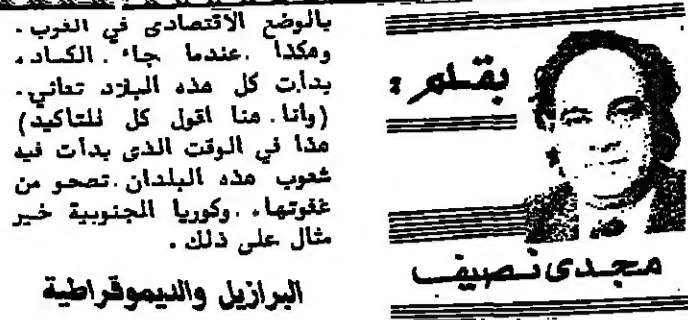 بقلم :
مجدى نصيف
بالوضع الاقتصادى في الغرب .
وهكذا . عندما جاء . الكساد ،
بدأت كل هذه البلاد تعاني .
(وأنا . هنا اقول كل للتأكيد)
هذا في الوقت الذى بدأت فيه
شعوب هذه البلدان . تصحو من
غفوتها . . وكوريا الجنوبية خير
مثال على ذلك .
البرازيل والديموقراطية